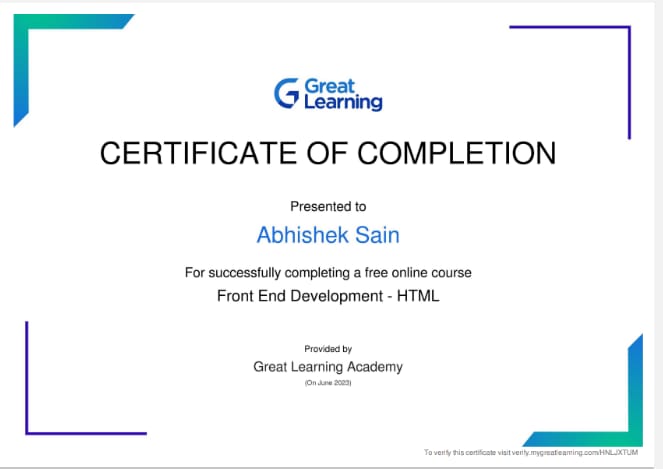 Great
Learning
CERTIFICATE OF COMPLETION
Presented to
Abhishek Sain
For successfully completing a free online course
Front End Development - HTML
Provided by
Great Learning Academy
(On June 2023)
To verify this certificate visit verify.mygreatlearning.com/HNLJXTUM